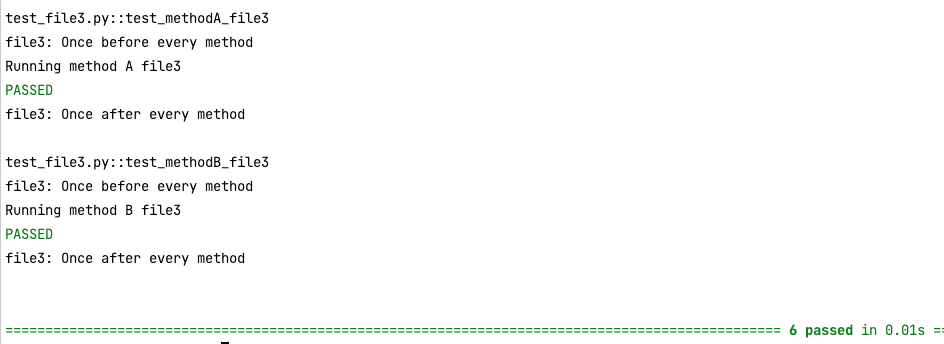 test_file3.py::test_methodA_file3
file3: Once before every method
Running method A file3
PASSED
file3: Once after every method
test_file3.py::test_methodB_file3
file3: Once before every method
Running method B file3
PASSED
file3: Once after every method
================================================================================================= 6 passed in 0.01s ==